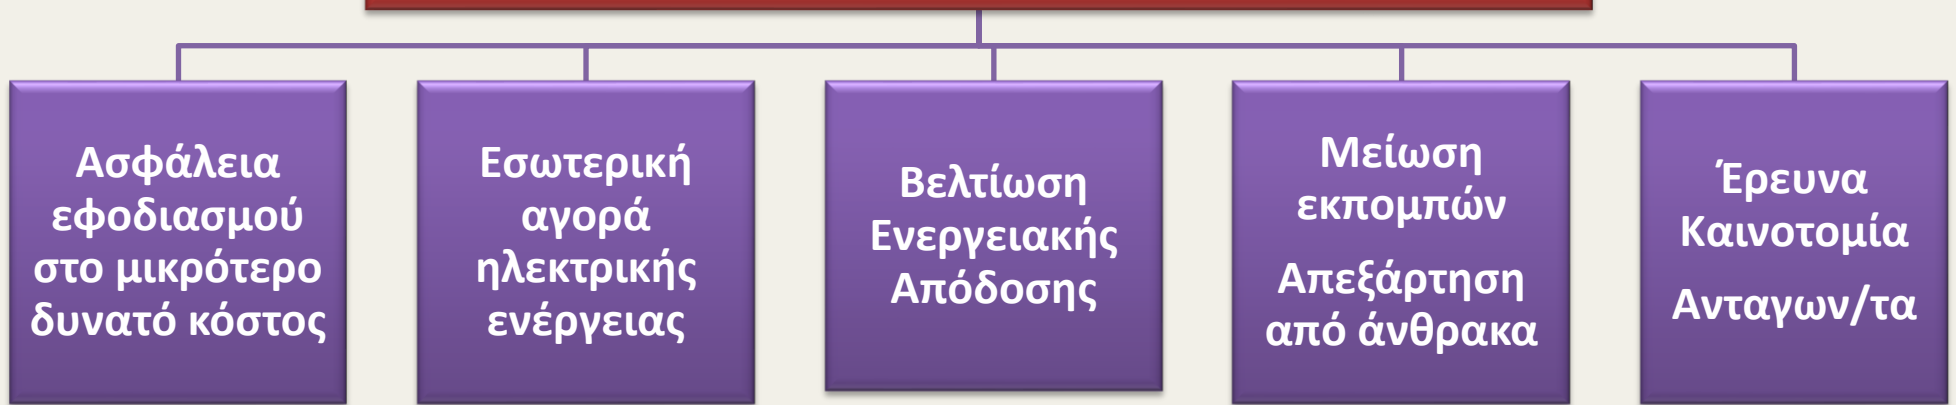 Ασφάλεια
εφοδιασμού
στο μικρότερο
δυνατό κόστος
Εσωτερική
αγορά
ηλεκτρικής
ενέργειας
Βελτίωση
Ενεργειακής
Απόδοσης
Μείωση
εκπομπών
Απεξάρτηση
από άνθρακα
Έρευνα
Καινοτομία
Ανταγων/τα